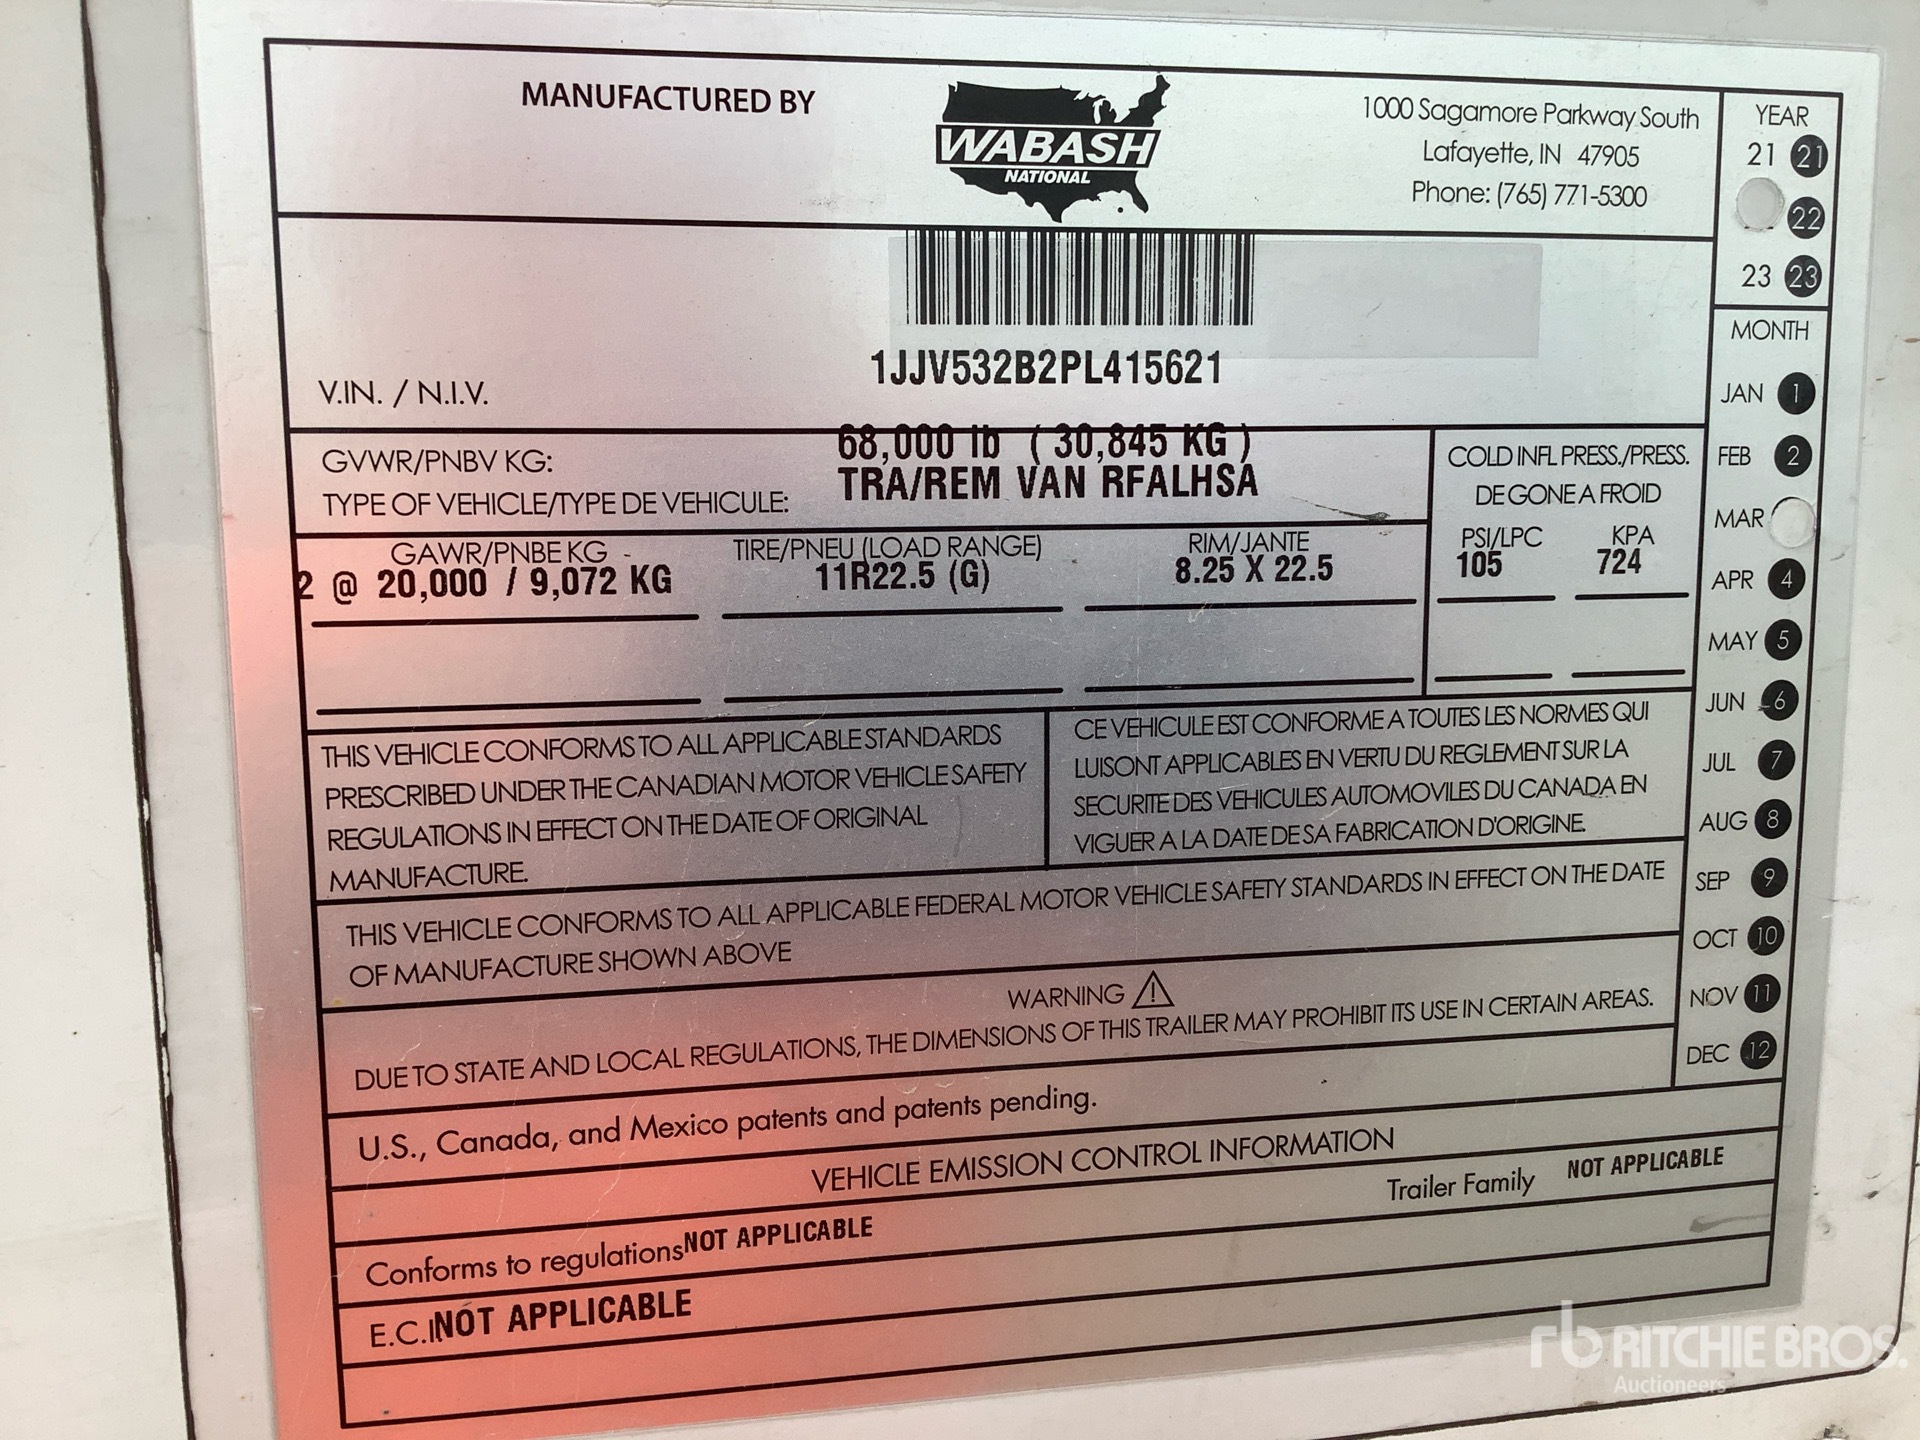 MANUFACTURED BY
WABASH
NATIONAL
1000 Sagamore Parkway South
Lafayette, IN 47905
Phone: (765) 771-5300
V.IN. / N.I.V.
1JJV532B2PL415621
GVWR/PNBV KG: 68,000 lb ( 30,845 KG )
TYPE OF VEHICLE/TYPE DE VEHICULE: TRA/REM VAN RFALHSA
COLD INFL PRESS./PRESS.
DE GONE A FROID
GAWR/PNBE KG TIRE/PNEU (LOAD RANGE) RIM/JANTE PSI/LPC KPA
2 @ 20,000 / 9,072 KG 11R22.5 (G) 8.25 X 22.5 105 724
THIS VEHICLE CONFORMS TO ALL APPLICABLE STANDARDS
PRESCRIBED UNDER THE CANADIAN MOTOR VEHICLE SAFETY
REGULATIONS IN EFFECT ON THE DATE OF ORIGINAL
MANUFACTURE.
CE VEHICULE EST CONFORME A TOUTES LES NORMES QUI
LUISONT APPLICABLES EN VERTU DU REGLEMENT SUR LA
SECURITE DES VEHICULES AUTOMOVILES DU CANADA EN
VIGUER A LA DATE DE SA FABRICATION D'ORIGINE.
THIS VEHICLE CONFORMS TO ALL APPLICABLE FEDERAL MOTOR VEHICLE SAFETY STANDARDS IN EFFECT ON THE DATE
OF MANUFACTURE SHOWN ABOVE
WARNING
DUE TO STATE AND LOCAL REGULATIONS, THE DIMENSIONS OF THIS TRAILER MAY PROHIBIT ITS USE IN CERTAIN AREAS.
U.S., Canada, and Mexico patents and patents pending.
VEHICLE EMISSION CONTROL INFORMATION
Trailer Family NOT APPLICABLE
Conforms to regulations NOT APPLICABLE
E.C.I. NOT APPLICABLE
YEAR
21 21
22
23 23
MONTH
JAN 1
FEB 2
MAR
APR 4
MAY 5
JUN 6
JUL 7
AUG 8
SEP 9
OCT 10
NOV 11
DEC 12
rb RITCHIE BROS.
Auctioneers